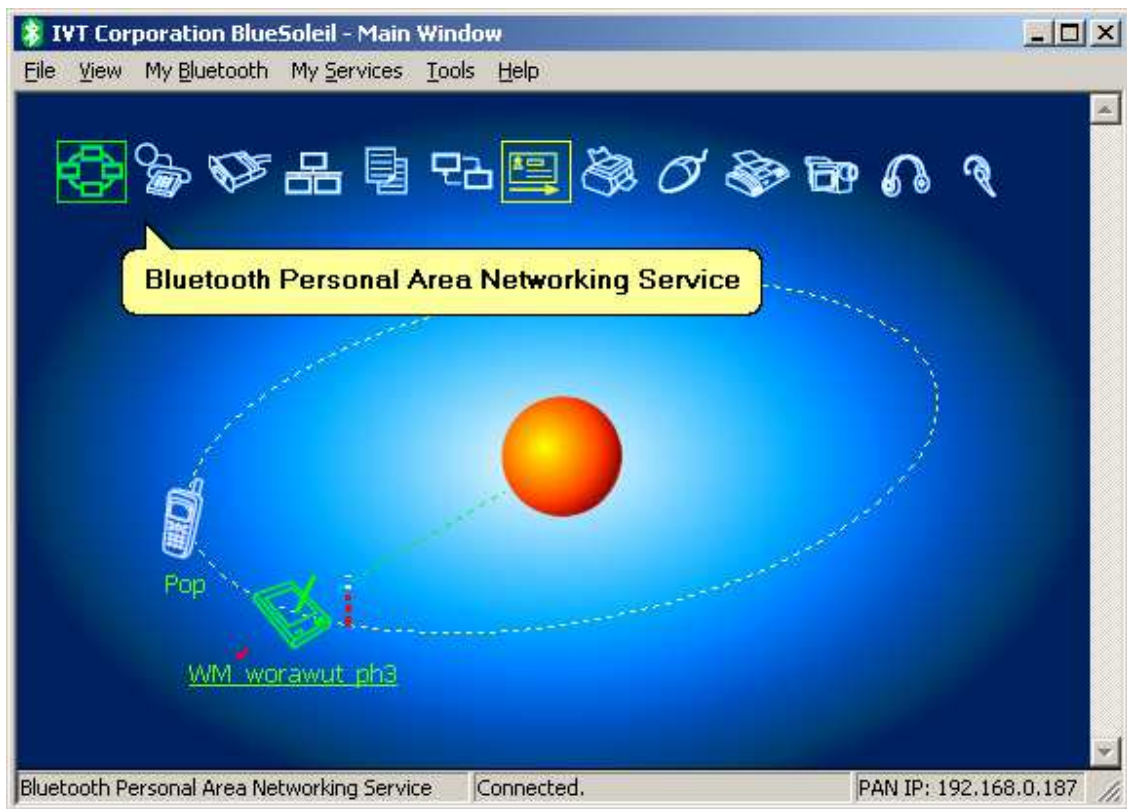 IVT Corporation BlueSoleil - Main Window
File View My Bluetooth My Services Tools Help
Bluetooth Personal Area Networking Service
Pop
WM_worawut_ph3
Bluetooth Personal Area Networking Service Connected. PAN IP: 192.168.0.187